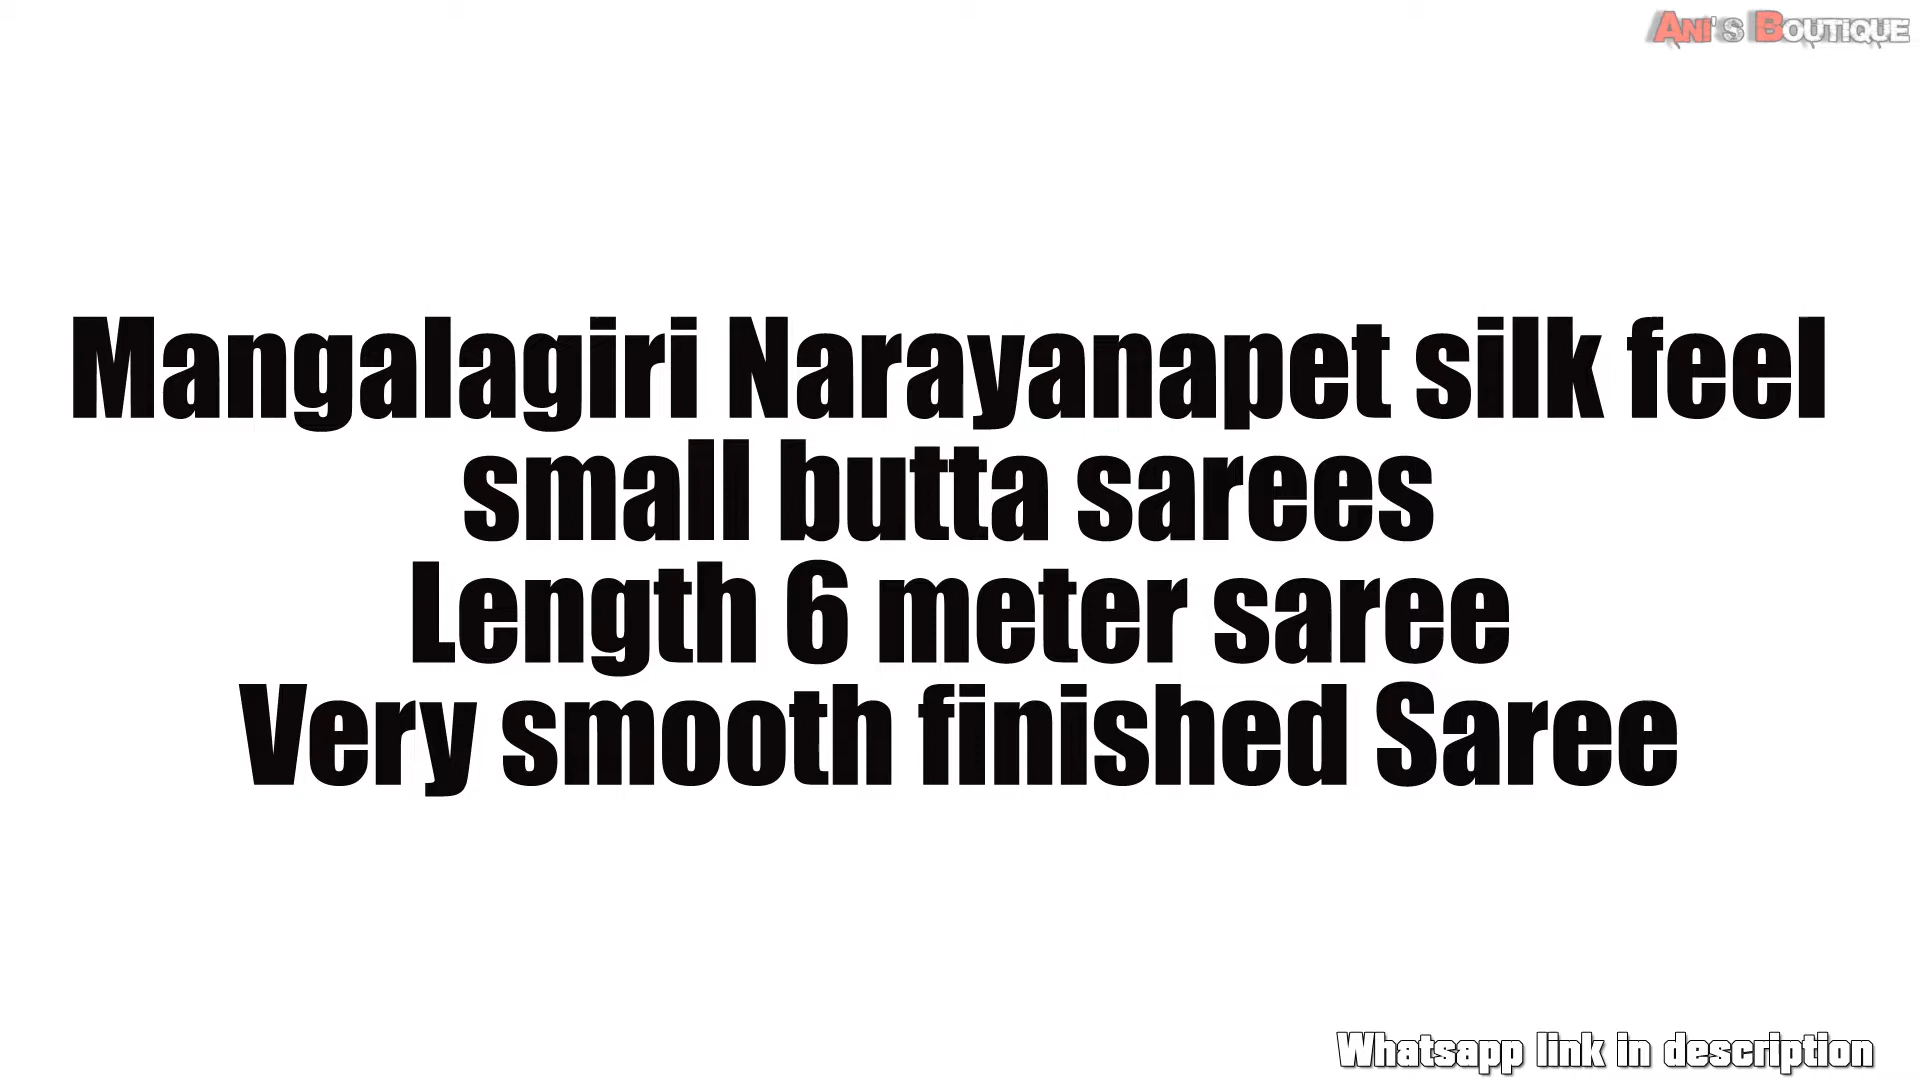 Ani's Boutique
Mangalagiri Narayanapet silk feel
small butta sarees
Length 6 meter saree
Very smooth finished Saree
Whatsapp link in description